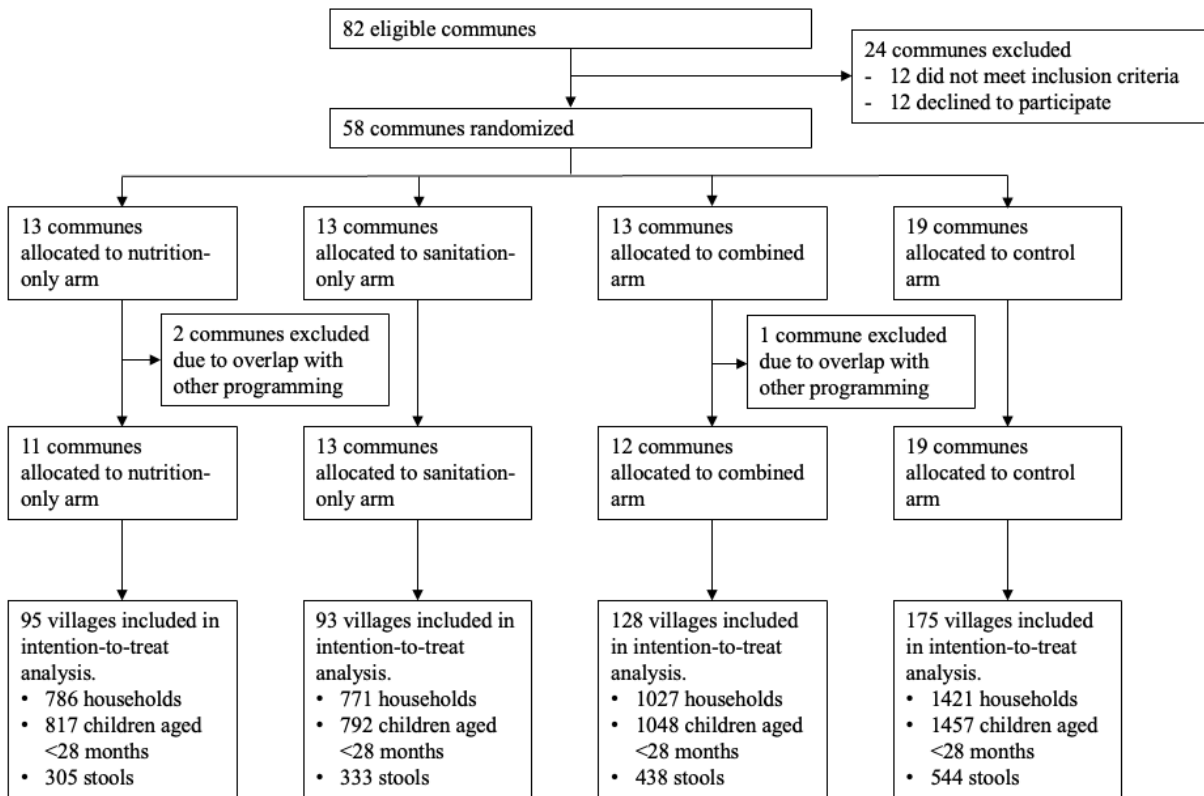 82 eligible communes
24 communes excluded
- 12 did not meet inclusion criteria
- 12 declined to participate
58 communes randomized
13 communes
allocated to nutrition-
only arm
13 communes
allocated to sanitation-
only arm
13 communes
allocated to combined
arm
19 communes
allocated to control
arm
2 communes excluded
due to overlap with
other programming
1 commune excluded
due to overlap with
other programming
11 communes
allocated to nutrition-
only arm
13 communes
allocated to sanitation-
only arm
12 communes
allocated to combined
arm
19 communes
allocated to control
arm
95 villages included in
intention-to-treat
analysis.
• 786 households
• 817 children aged
<28 months
• 305 stools
93 villages included in
intention-to-treat
analysis.
• 771 households
• 792 children aged
<28 months
• 333 stools
128 villages included
in intention-to-treat
analysis.
• 1027 households
• 1048 children aged
<28 months
• 438 stools
175 villages included
in intention-to-treat
analysis.
• 1421 households
• 1457 children aged
<28 months
• 544 stools